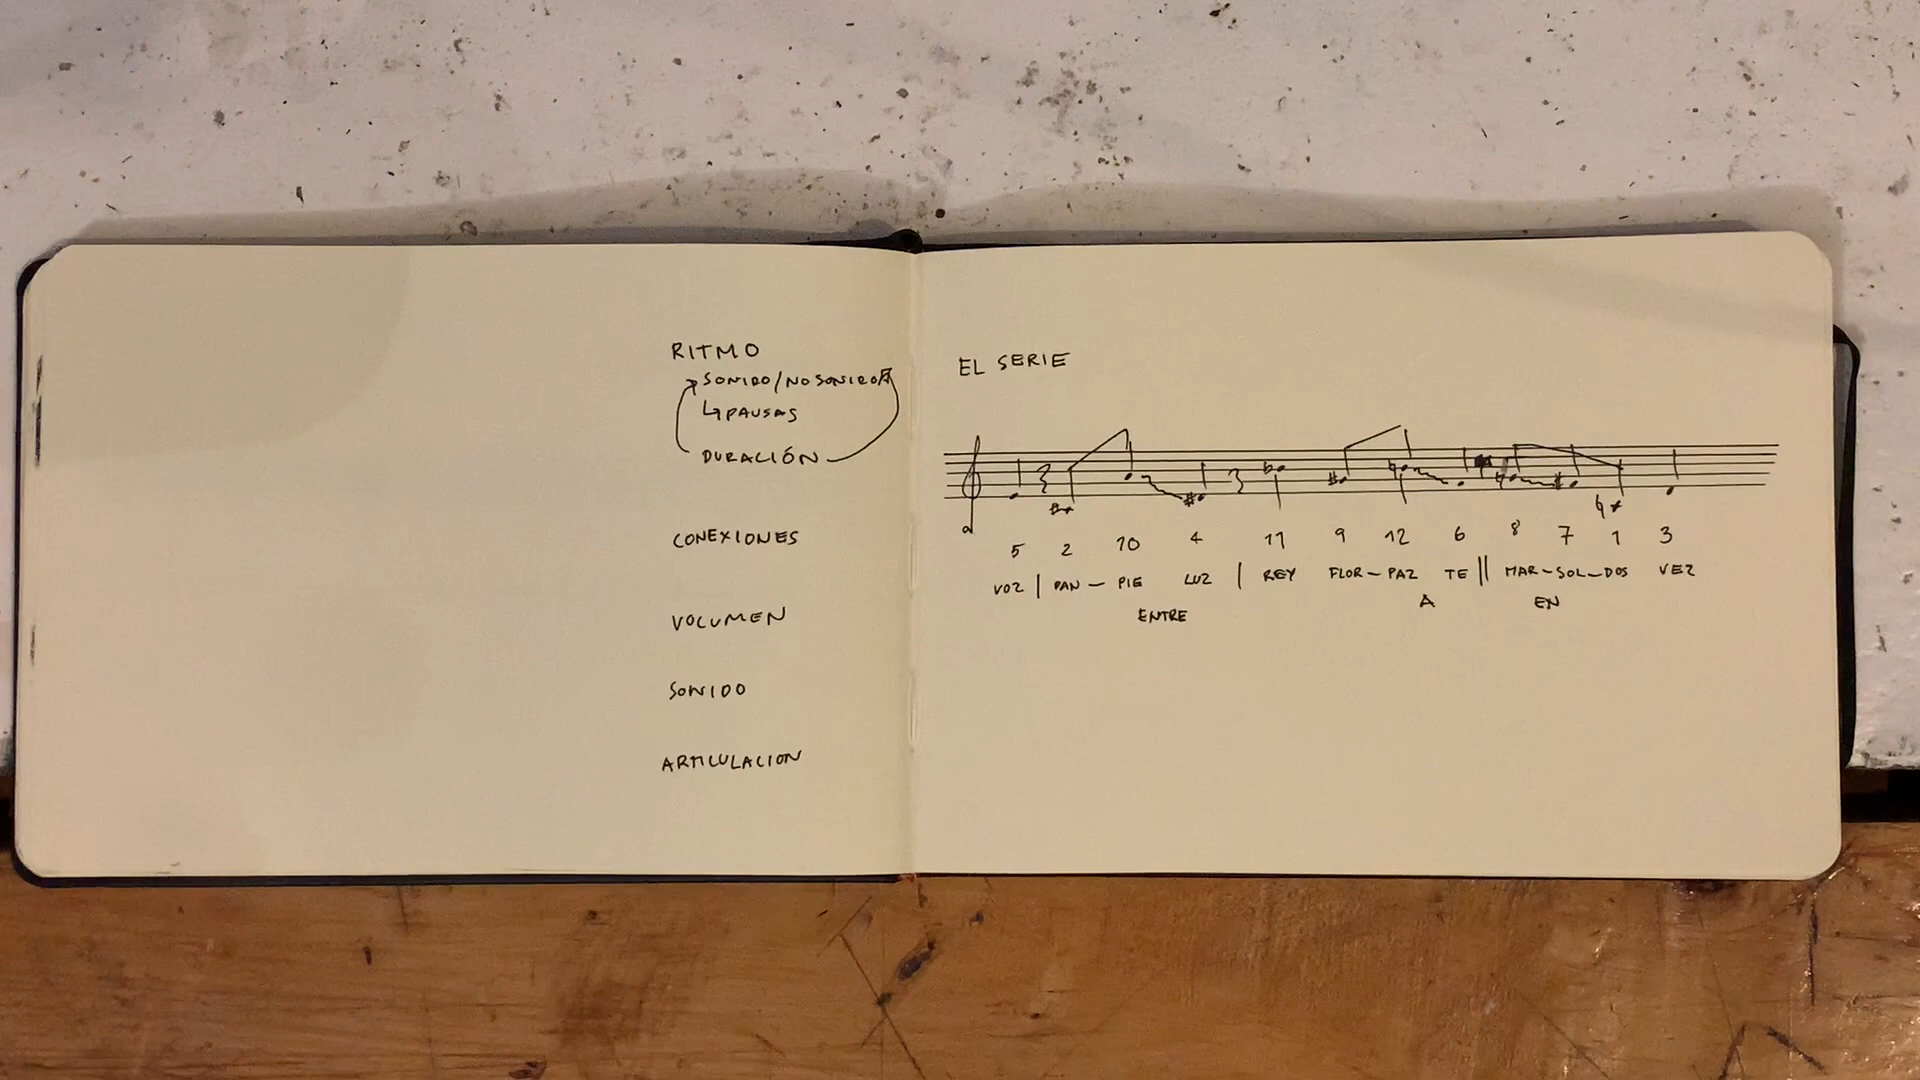 RITMO
SONIDO/NO SONIDO
↳PAUSAS
DURACIÓN
CONEXIONES
VOLUMEN
SONIDO
ARTICULACION
EL SERIE
5 2 10 4 11 9 12 6 8 7 1 3
VOZ | PAN – PIE LUZ | REY FLOR – PAZ TE || MAR – SOL – DOS VEZ
ENTRE A EN